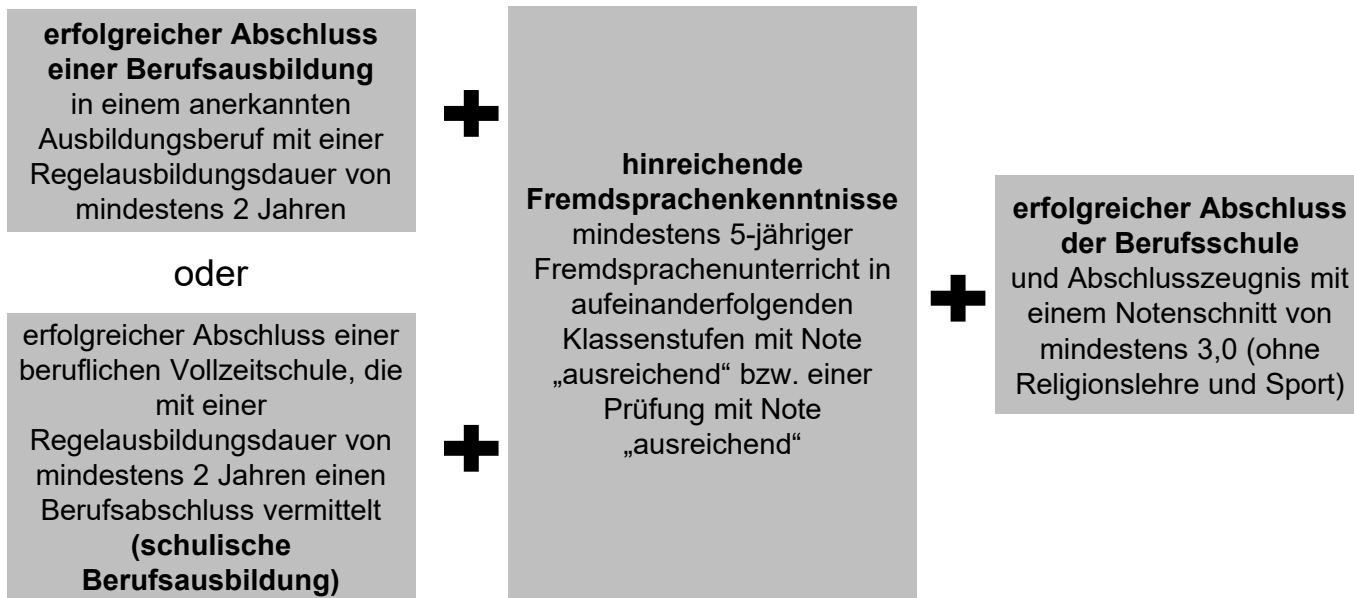 erfolgreicher Abschluss
einer Berufsausbildung
in einem anerkannten
Ausbildungsberuf mit einer
Regelausbildungsdauer von
mindestens 2 Jahren
oder
erfolgreicher Abschluss einer
beruflichen Vollzeitschule, die
mit einer
Regelausbildungsdauer von
mindestens 2 Jahren einen
Berufsabschluss vermittelt
(schulische
Berufsausbildung)
hinreichende
Fremdsprachenkenntnisse
mindestens 5-jähriger
Fremdsprachenunterricht in
aufeinanderfolgenden
Klassenstufen mit Note
„ausreichend“ bzw. einer
Prüfung mit Note
„ausreichend“
erfolgreicher Abschluss
der Berufsschule
und Abschlusszeugnis mit
einem Notenschnitt von
mindestens 3,0 (ohne
Religionslehre und Sport)